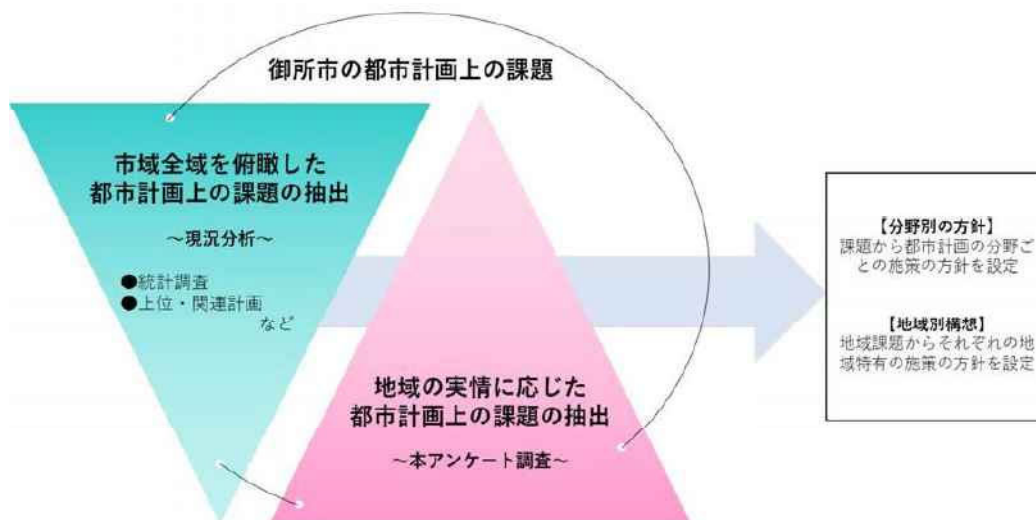 御所市の都市計画上の課題
市域全域を俯瞰した
都市計画上の課題の抽出
～現況分析～
●統計調査
●上位・関連計画
など
地域の実情に応じた
都市計画上の課題の抽出
～本アンケート調査～
【分野別の方針】
課題から都市計画の分野ご
との施策の方針を設定
【地域別構想】
地域課題からそれぞれの地
域特有の施策の方針を設定